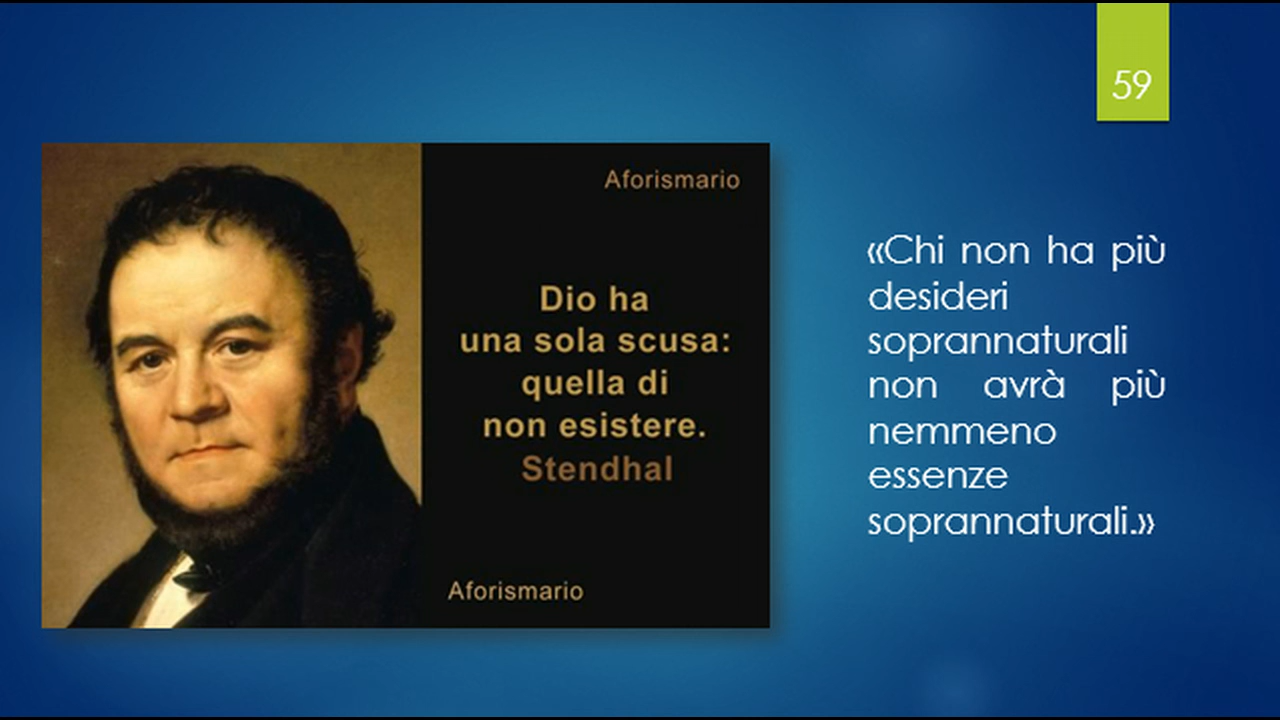 59
Aforismario
Dio ha
una sola scusa:
quella di
non esistere.
Stendhal
Aforismario
«Chi non ha più
desideri
soprannaturali
non avrà più
nemmeno
essenze
soprannaturali.»